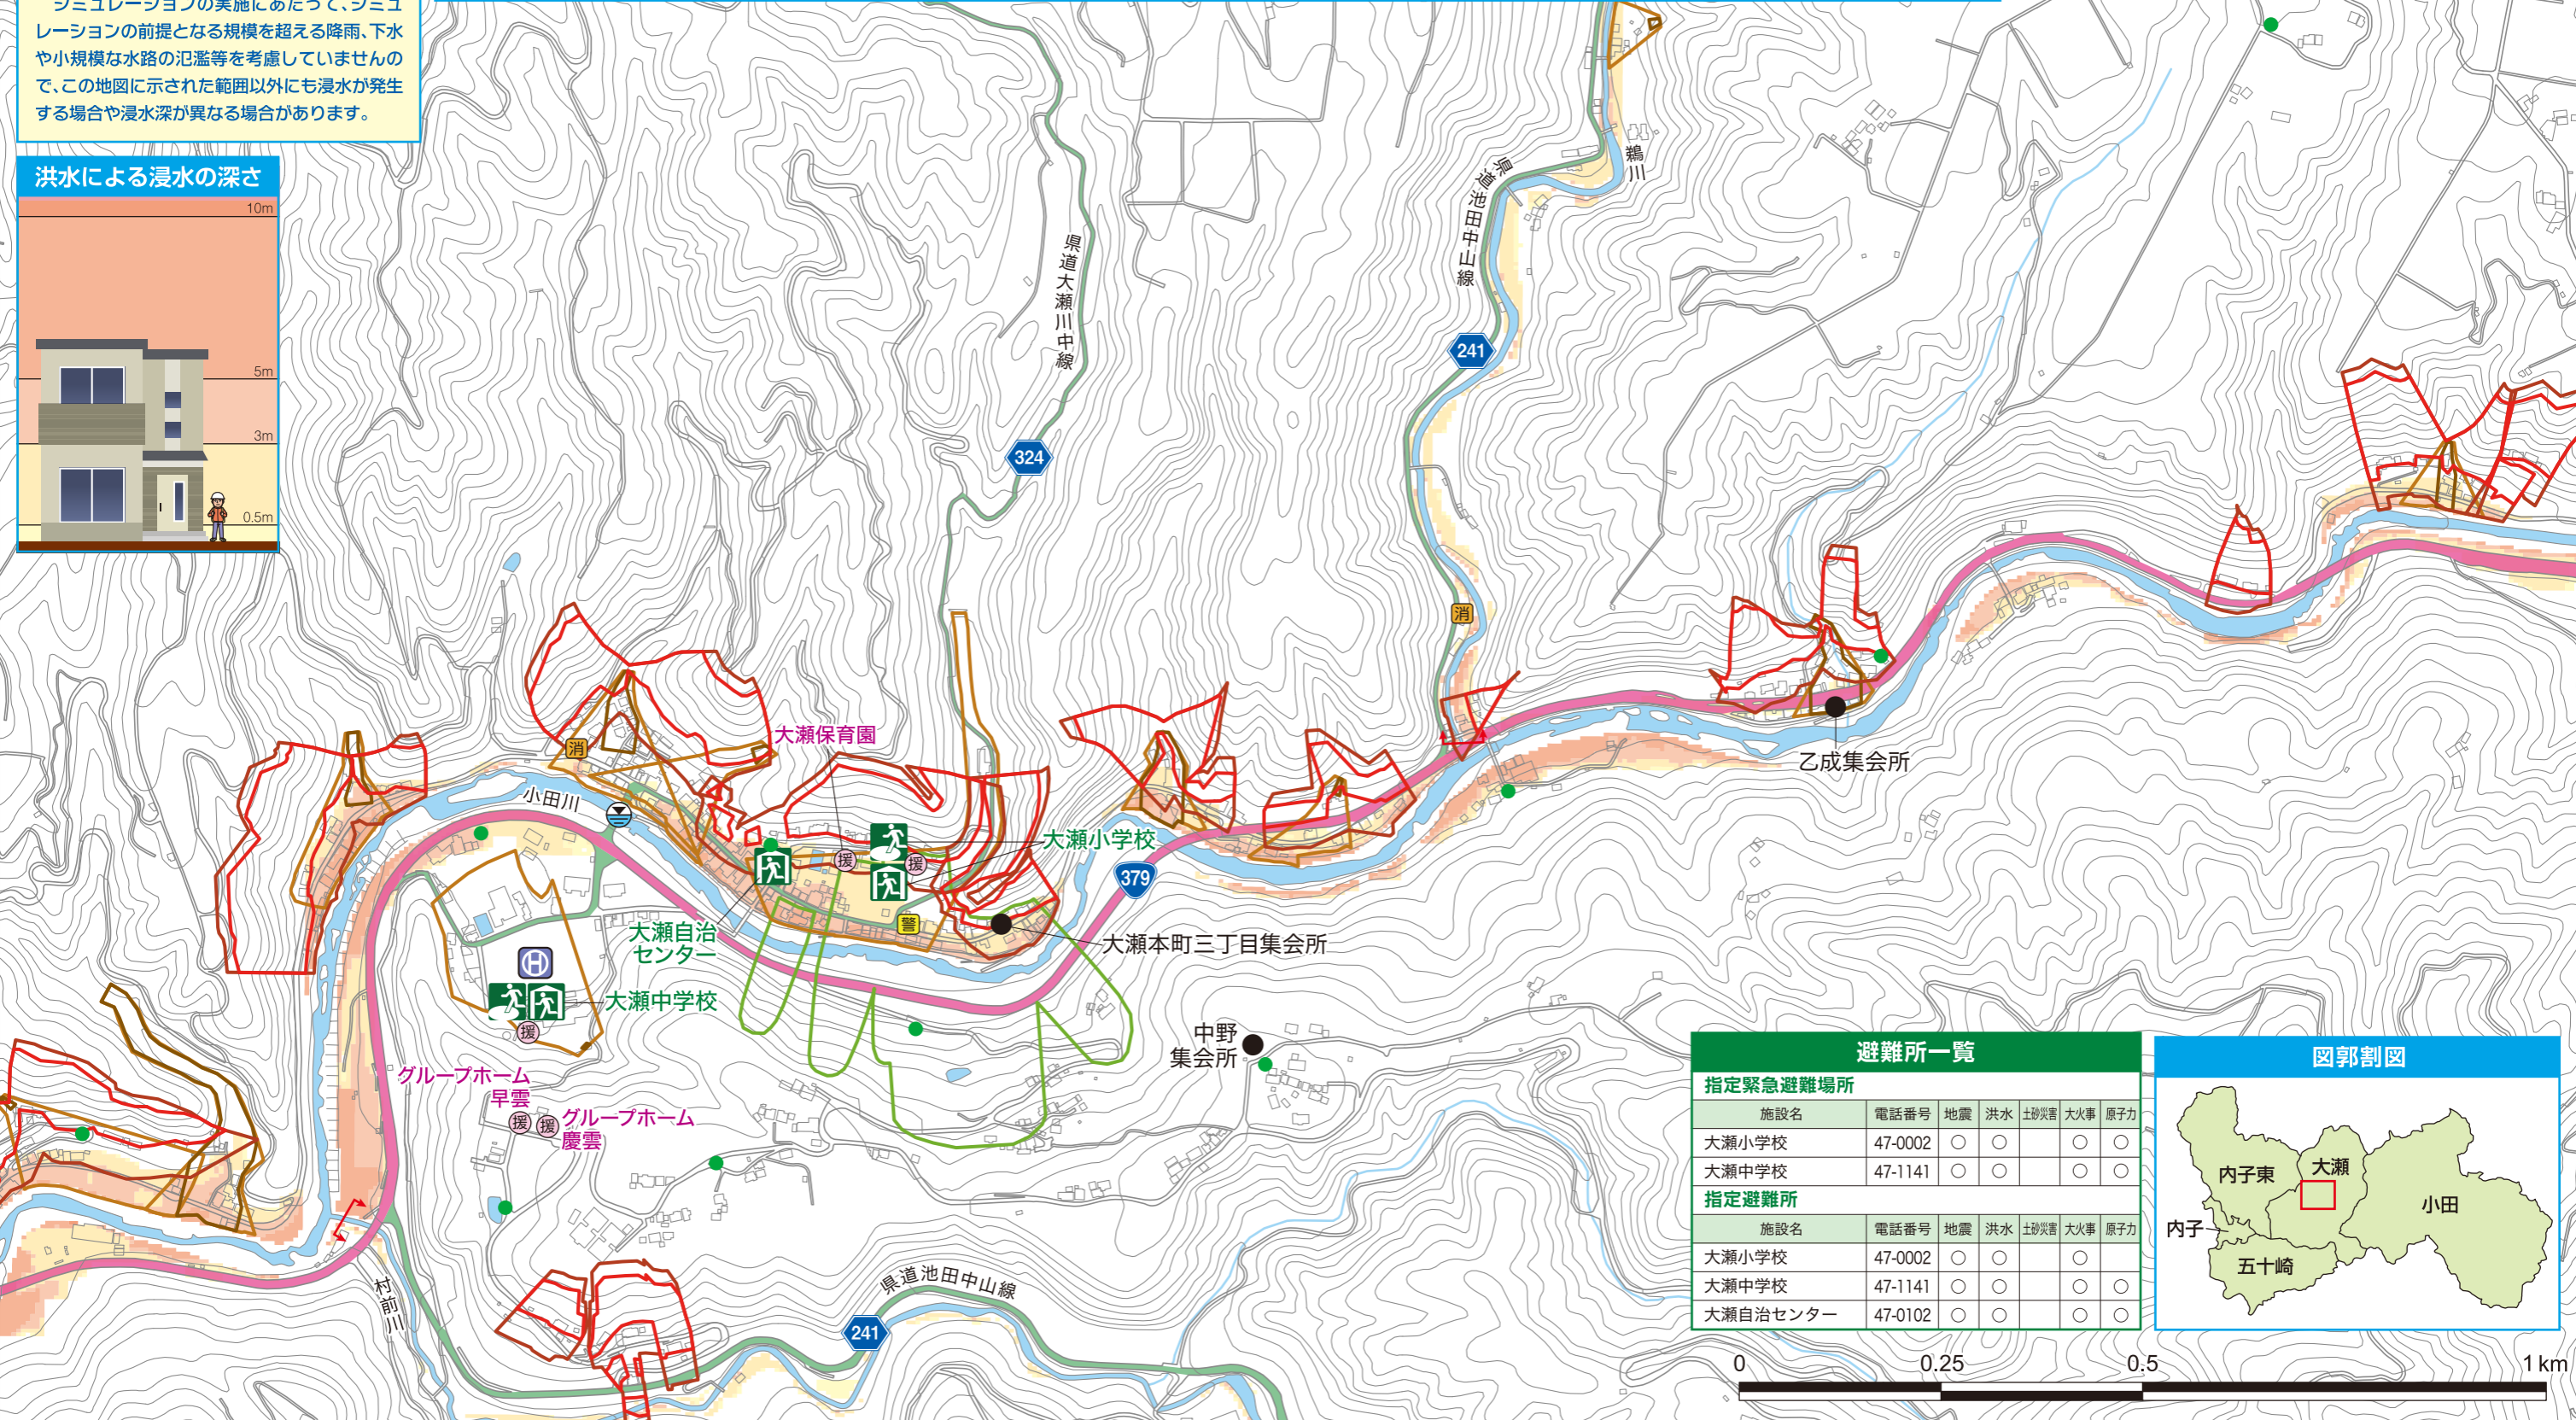 シミュレーションの実施にあたって、シミュ
レーションの前提となる規模を超える降雨、下水
や小規模な水路の氾濫等を考慮していませんの
で、この地図に示された範囲以外にも浸水が発生
する場合や浸水深が異なる場合があります。
洪水による浸水の深さ
10m
5m
3m
0.5m
県道大瀬川中線
324
県道池田中山線
鵜川
241
消
消
小田川
大瀬保育園
援
援
大瀬小学校
379
警
大瀬自治
センター
大瀬本町三丁目集会所
乙成集会所
H
大瀬中学校
援
中野
集会所
グループホーム
早雲
援
援
グループホーム
慶雲
村前川
県道池田中山線
241
避難所一覧
指定緊急避難場所
施設名 電話番号 地震 洪水 土砂災害 大火事 原子力
大瀬小学校 47-0002 ○ ○ ○ ○
大瀬中学校 47-1141 ○ ○ ○ ○
指定避難所
施設名 電話番号 地震 洪水 土砂災害 大火事 原子力
大瀬小学校 47-0002 ○ ○ ○
大瀬中学校 47-1141 ○ ○ ○ ○
大瀬自治センター 47-0102 ○ ○ ○ ○
図郭割図
内子東
大瀬
小田
内子
五十崎
0 0.25 0.5 1km